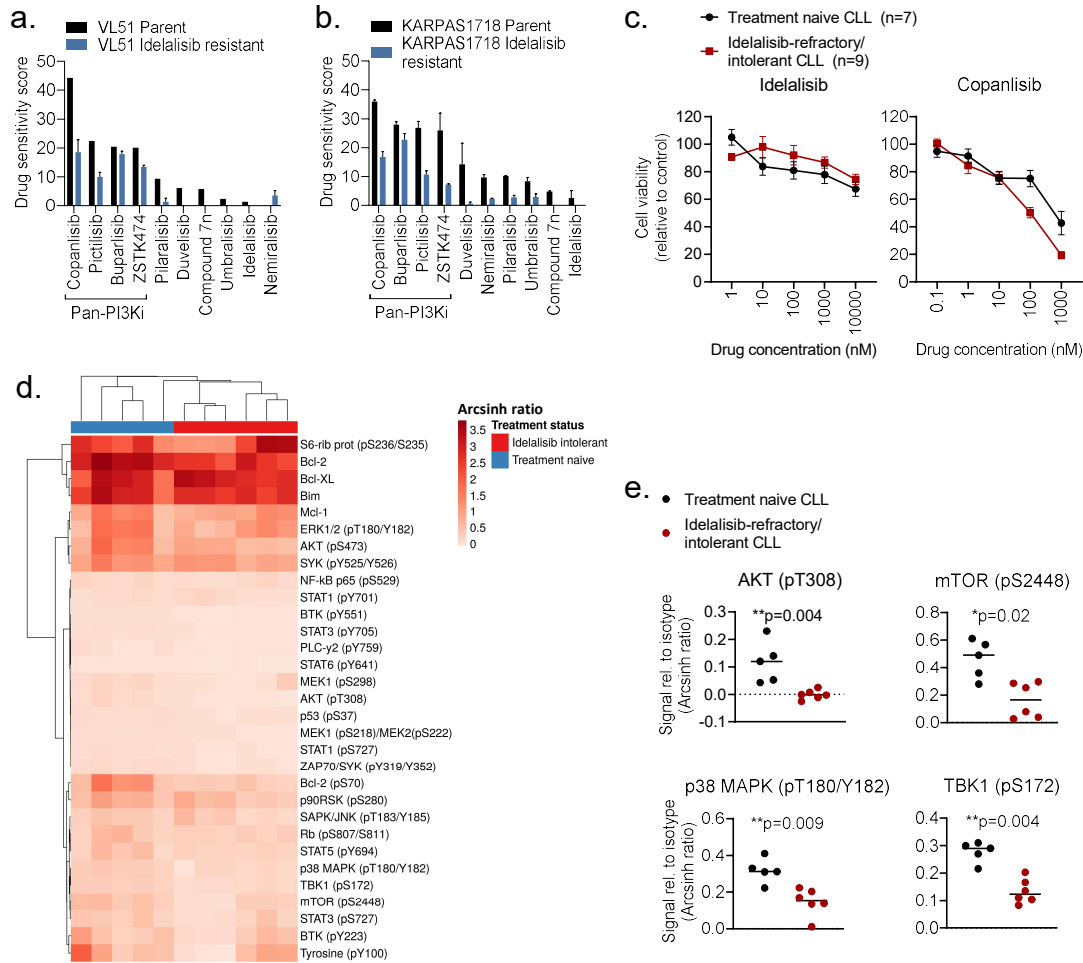 a.
VL51 Parent
VL51 Idelalisib resistant
Drug sensitivity score
50
40
30
20
10
0
Copanlisib
Pictilisib
Buparlisib
ZSTK474
Pilaralisib
Duvelisib
Compound 7n
Umbralisib
Idelalisib
Nemiralisib
Pan-PI3Ki
b.
KARPAS1718 Parent
KARPAS1718 Idelalisib
resistant
Drug sensitivity score
50
40
30
20
10
0
Copanlisib
Buparlisib
Pictilisib
ZSTK474
Duvelisib
Nemiralisib
Pilaralisib
Umbralisib
Compound 7n
Idelalisib
Pan-PI3Ki
c.
Treatment naive CLL (n=7)
Idelalisib-refractory/
intolerant CLL (n=9)
Idelalisib
Cell viability
(relative to control)
120
100
80
60
40
20
0
1
10
100
1000
10000
Drug concentration (nM)
Copanlisib
120
100
80
60
40
20
0
0.1
1
10
100
1000
Drug concentration (nM)
d.
S6-rib prot (pS236/S235)
Bcl-2
Bcl-XL
Bim
Mcl-1
ERK1/2 (pT180/Y182)
AKT (pS473)
SYK (pY525/Y526)
NF-kB p65 (pS529)
STAT1 (pY701)
BTK (pY551)
STAT3 (pY705)
PLC-y2 (pY759)
STAT6 (pY641)
MEK1 (pS298)
AKT (pT308)
p53 (pS37)
MEK1 (pS218)/MEK2(pS222)
STAT1 (pS727)
ZAP70/SYK (pY319/Y352)
Bcl-2 (pS70)
p90RSK (pS280)
SAPK/JNK (pT183/Y185)
Rb (pS807/S811)
STAT5 (pY694)
p38 MAPK (pT180/Y182)
TBK1 (pS172)
mTOR (pS2448)
STAT3 (pS727)
BTK (pY223)
Tyrosine (pY100)
Arcsinh ratio
3.5
3
2.5
2
1.5
1
0.5
0
Treatment status
Idelalisib intolerant
Treatment naive
e.
Treatment naive CLL
Idelalisib-refractory/
intolerant CLL
AKT (pT308)
**p=0.004
Signal rel. to isotype
(Arcsinh ratio)
0.3
0.2
0.1
0.0
-0.1
mTOR (pS2448)
*p=0.02
0.8
0.6
0.4
0.2
0.0
p38 MAPK (pT180/Y182)
**p=0.009
Signal rel. to isotype
(Arcsinh ratio)
0.6
0.4
0.2
0.0
TBK1 (pS172)
**p=0.004
0.4
0.3
0.2
0.1
0.0